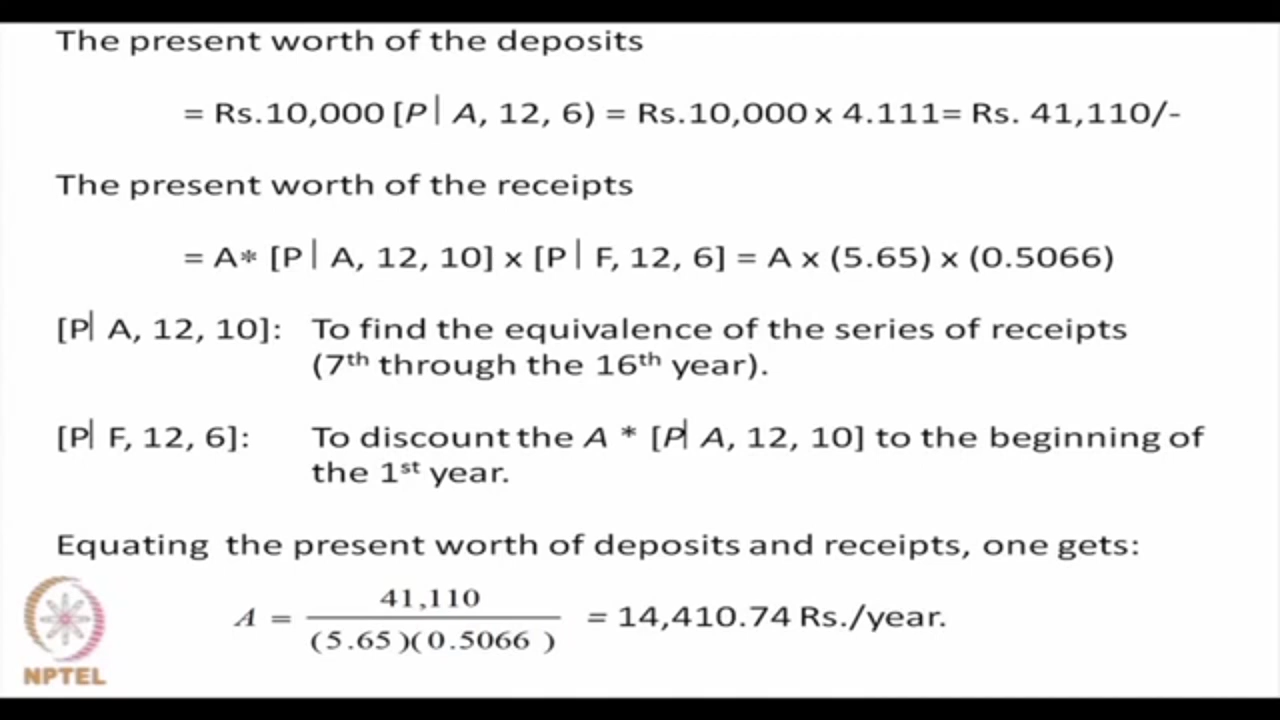 The present worth of the deposits
= Rs.10,000 [P | A, 12, 6) = Rs.10,000 x 4.111= Rs. 41,110/-
The present worth of the receipts
= A* [P | A, 12, 10] x [P | F, 12, 6] = A x (5.65) x (0.5066)
[P| A, 12, 10]: To find the equivalence of the series of receipts
(7th through the 16th year).
[P| F, 12, 6]: To discount the A * [P| A, 12, 10] to the beginning of
the 1st year.
Equating the present worth of deposits and receipts, one gets:
A = 41,110 / (5.65)(0.5066 ) = 14,410.74 Rs./year.
NPTEL